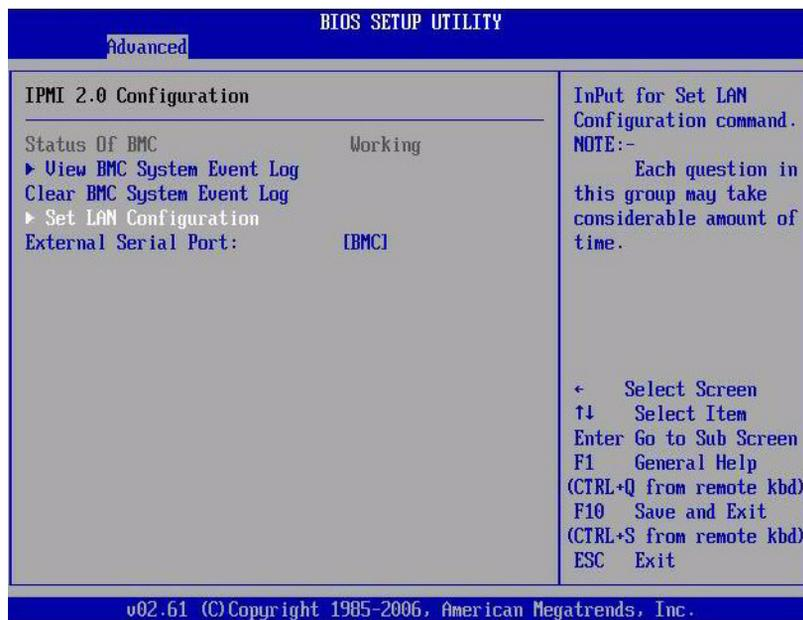 BIOS SETUP UTILITY
Advanced
IPMI 2.0 Configuration
Status Of BMC Working
▶ View BMC System Event Log
Clear BMC System Event Log
▶ Set LAN Configuration
External Serial Port: [BMC]
InPut for Set LAN
Configuration command.
NOTE:-
Each question in
this group may take
considerable amount of
time.
← Select Screen
↑↓ Select Item
Enter Go to Sub Screen
F1 General Help
(CTRL+Q from remote kbd)
F10 Save and Exit
(CTRL+S from remote kbd)
ESC Exit
v02.61 (C)Copyright 1985-2006, American Megatrends, Inc.